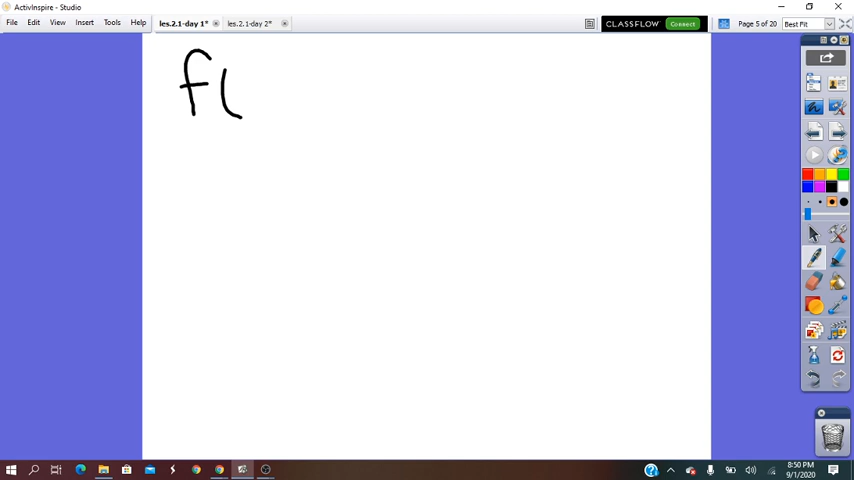 ActivInspire - Studio
File Edit View Insert Tools Help les.2.1-day 1* les.2.1-day 2* CLASSFLOW Connect Page 5 of 20 Best Fit
f(
8:50 PM
9/1/2020